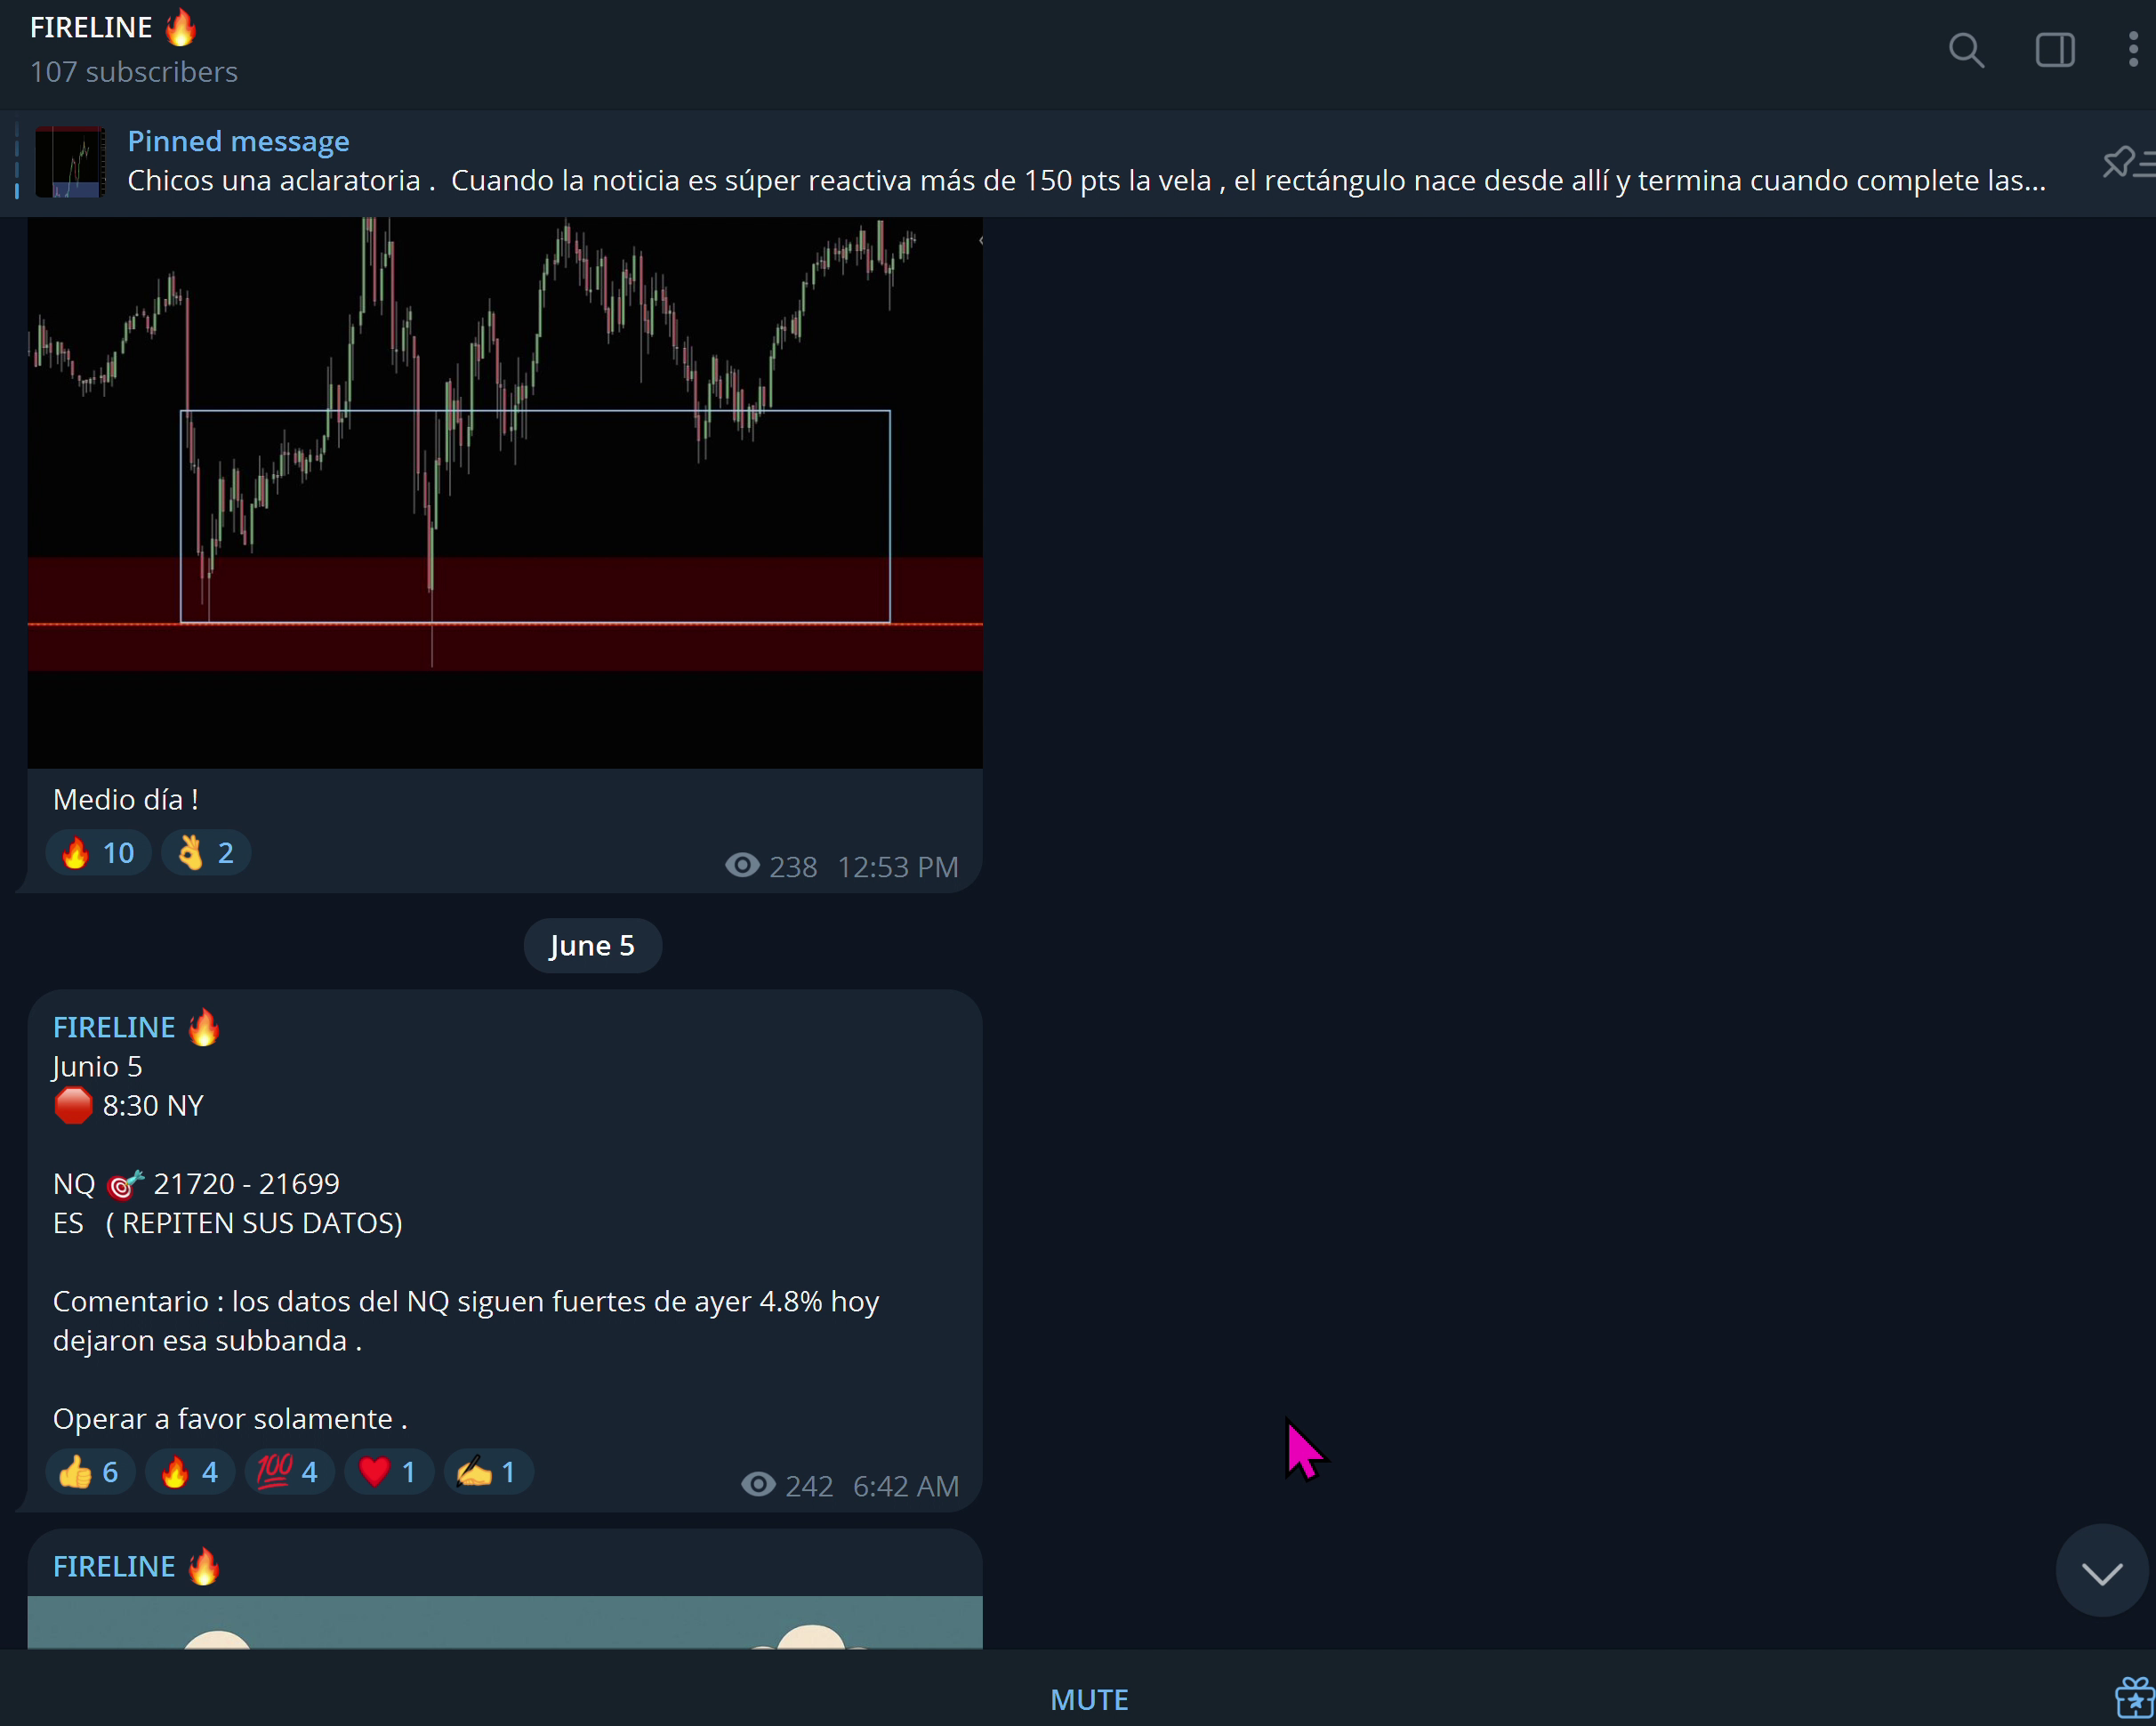 FIRELINE 🔥
107 subscribers
Pinned message
Chicos una aclaratoria .  Cuando la noticia es súper reactiva más de 150 pts la vela , el rectángulo nace desde allí y termina cuando complete las...
Medio día !
🔥 10 👌 2
238 12:53 PM
June 5
FIRELINE 🔥
Junio 5
🛑 8:30 NY
NQ 🎯 21720 - 21699
ES   ( REPITEN SUS DATOS)
Comentario : los datos del NQ siguen fuertes de ayer 4.8% hoy
dejaron esa subbanda .
Operar a favor solamente .
👍 6 🔥 4 💯 4 ❤️ 1 ✍️ 1
242 6:42 AM
FIRELINE 🔥
MUTE